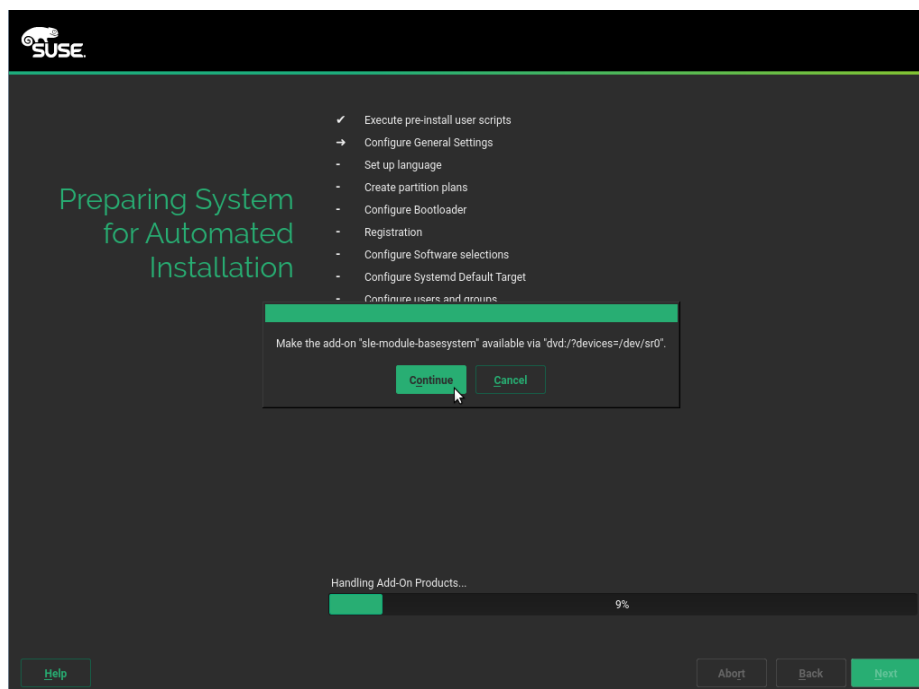 SUSE.
✔ Execute pre-install user scripts
→ Configure General Settings
- Set up language
- Create partition plans
- Configure Bootloader
- Registration
- Configure Software selections
- Configure Systemd Default Target
- Configure users and groups
Preparing System
for Automated
Installation
Make the add-on "sle-module-basesystem" available via "dvd:/?devices=/dev/sr0".
Continue
Cancel
Handling Add-On Products...
9%
Help
Abort
Back
Next